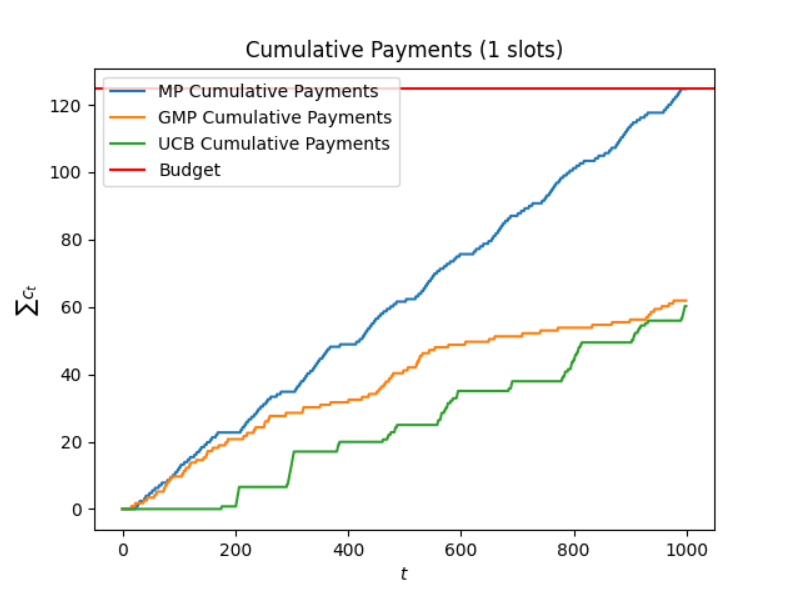 Cumulative Payments (1 slots)
MP Cumulative Payments
GMP Cumulative Payments
UCB Cumulative Payments
Budget
120
100
80
60
40
20
0
∑ c_t
0 200 400 600 800 1000
t